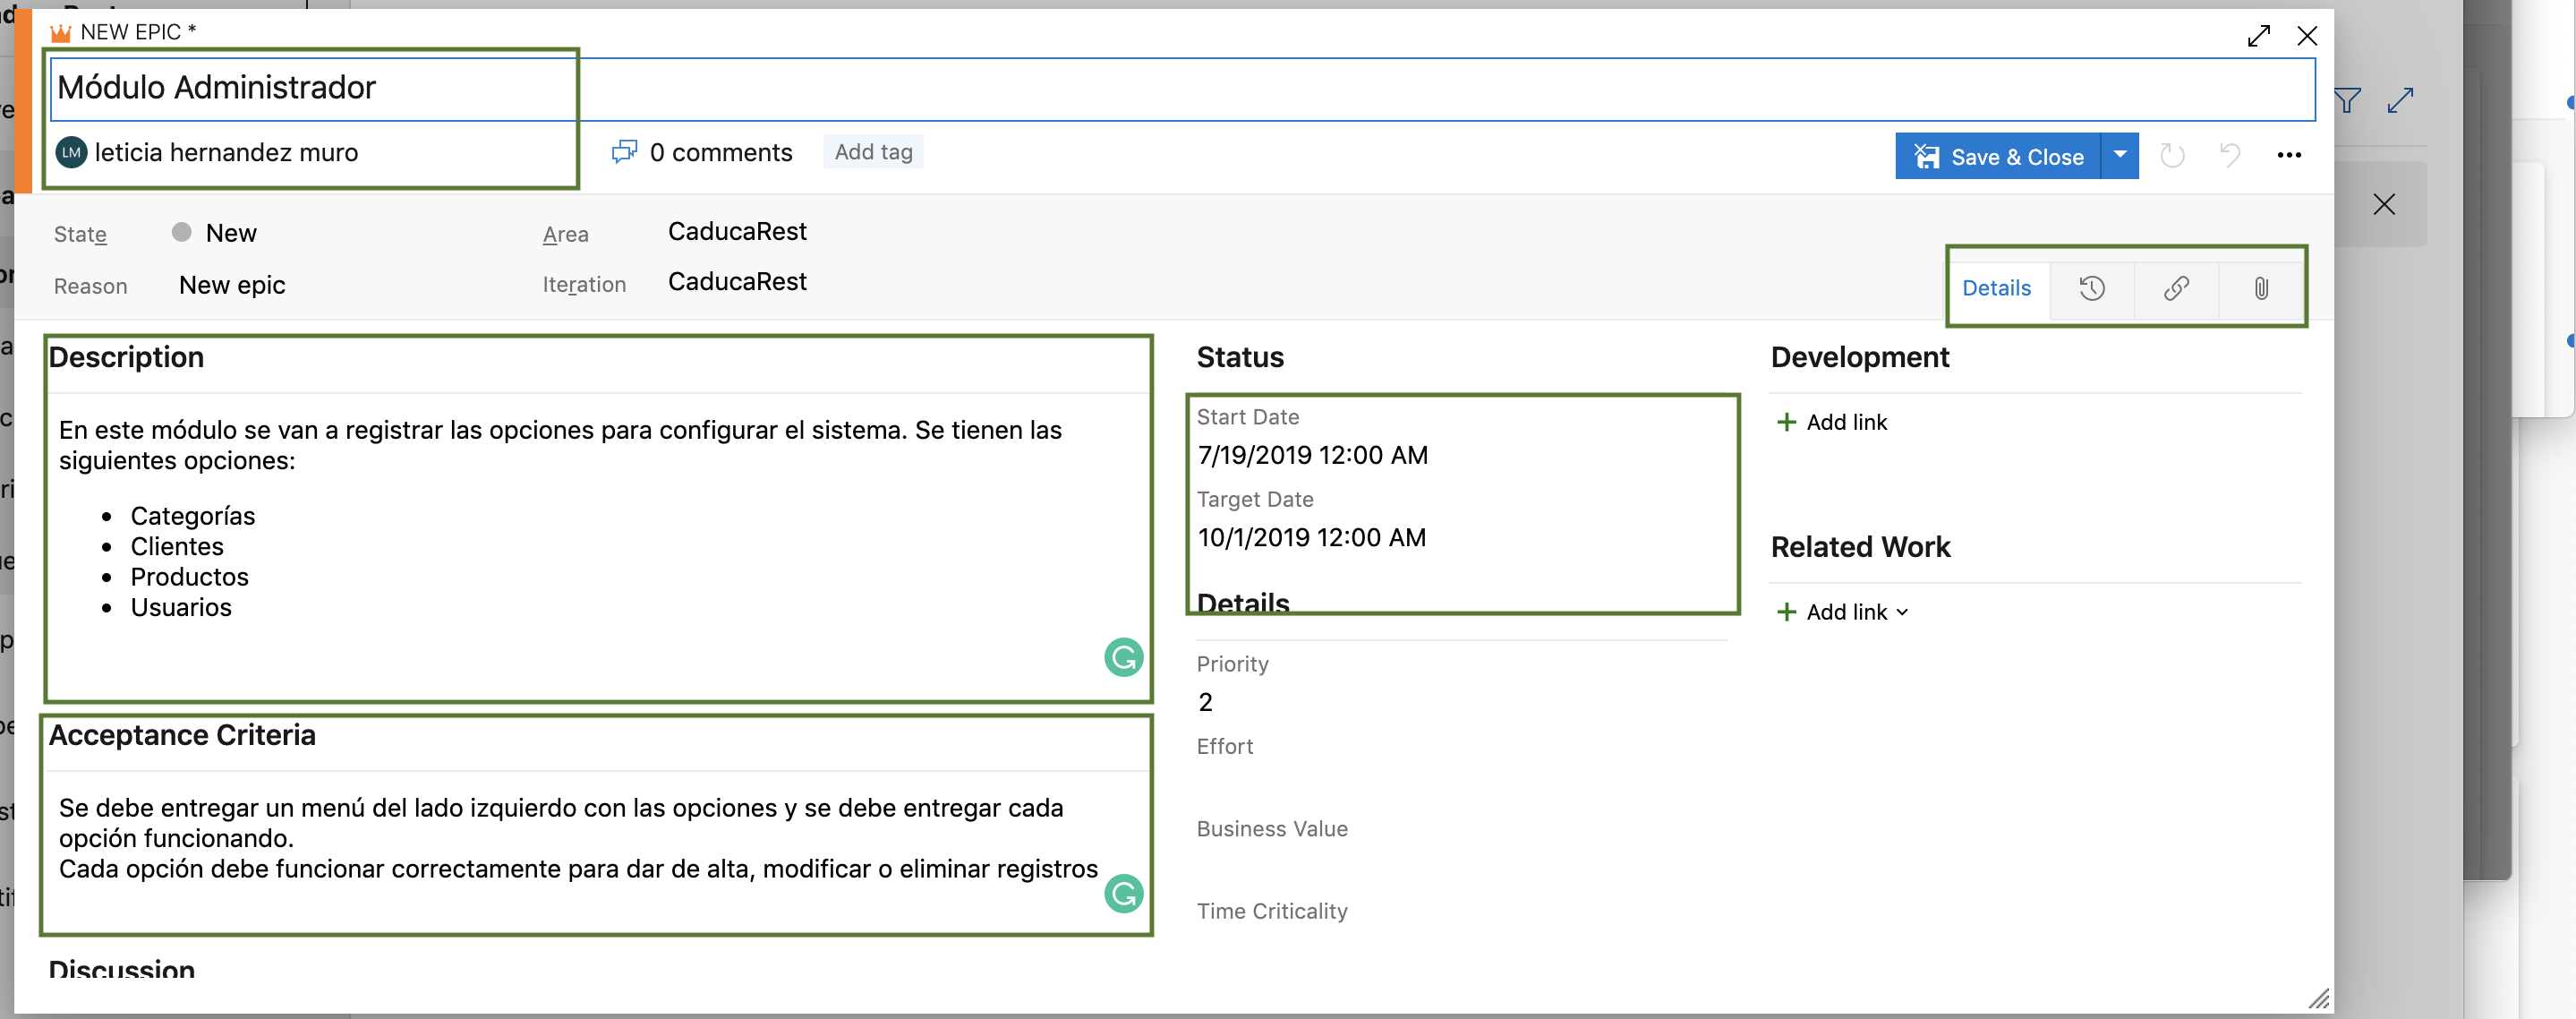 NEW EPIC *
Módulo Administrador
LM leticia hernandez muro
0 comments
Add tag
Save & Close
State
New
Area
CaducaRest
Reason
New epic
Iteration
CaducaRest
Details
Description
En este módulo se van a registrar las opciones para configurar el sistema. Se tienen las
siguientes opciones:
• Categorías
• Clientes
• Productos
• Usuarios
Acceptance Criteria
Se debe entregar un menú del lado izquierdo con las opciones y se debe entregar cada
opción funcionando.
Cada opción debe funcionar correctamente para dar de alta, modificar o eliminar registros
Discussion
Status
Start Date
7/19/2019 12:00 AM
Target Date
10/1/2019 12:00 AM
Details
Priority
2
Effort
Business Value
Time Criticality
Development
+ Add link
Related Work
+ Add link